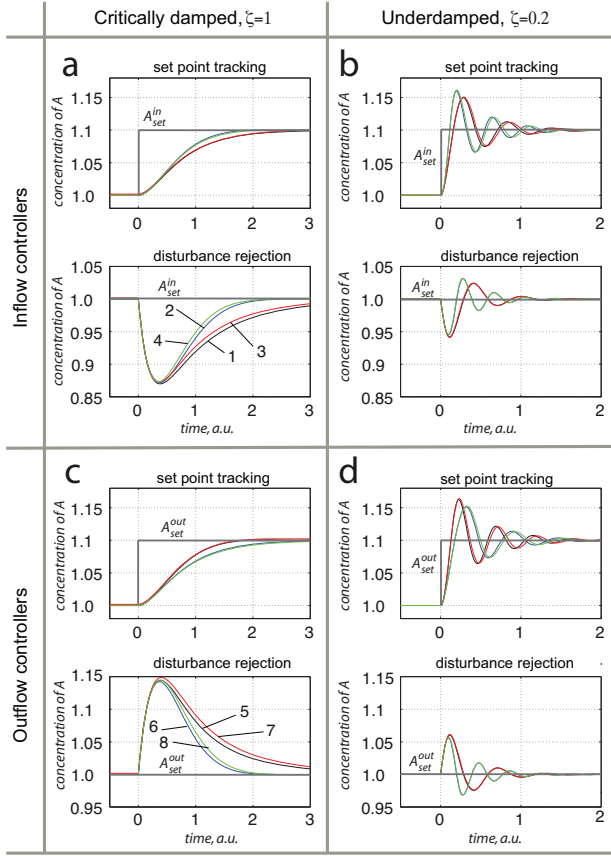 Critically damped, ζ=1
Underdamped, ζ=0.2
Inflow controllers
a
set point tracking
concentration of A
1.15
1.10
1.05
1.0
A_set^in
0 1 2 3
disturbance rejection
concentration of A
1.05
1.0
0.95
0.9
0.85
A_set^in
2
4
1
3
0 1 2 3
time, a.u.
b
set point tracking
concentration of A
1.15
1.10
1.05
1.0
A_set^in
0 1 2
disturbance rejection
concentration of A
1.05
1.0
0.95
0.90
0.85
A_set^in
0 1 2
time, a.u.
Outflow controllers
c
set point tracking
concentration of A
1.15
1.10
1.05
1.0
A_set^out
0 1 2 3
disturbance rejection
concentration of A
1.15
1.10
1.05
1.0
0.95
5
6
7
8
A_set^out
0 1 2 3
time, a.u.
d
set point tracking
concentration of A
1.15
1.10
1.05
1.0
A_set^out
0 1 2
disturbance rejection
concentration of A
1.15
1.10
1.05
1.0
0.95
A_set^out
0 1 2
time, a.u.